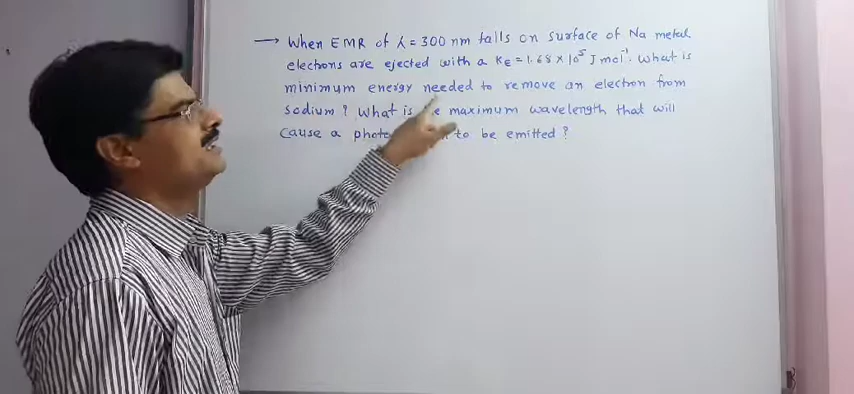 → When EMR of λ = 300 nm falls on surface of Na metal
electrons are ejected with a KE = 1.68 × 10⁵ J mol⁻¹. What is
minimum energy needed to remove an electron from
sodium ? What is maximum wavelength that will
cause a to be emitted ?